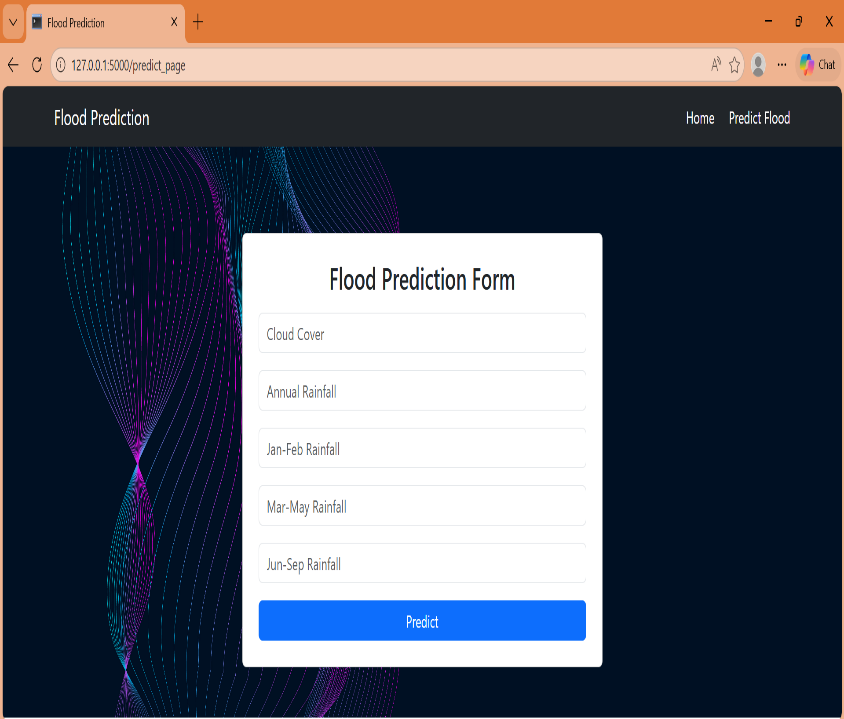 Flood Prediction
127.0.0.1:5000/predict_page
Chat
Flood Prediction
Home Predict Flood
Flood Prediction Form
Cloud Cover
Annual Rainfall
Jan-Feb Rainfall
Mar-May Rainfall
Jun-Sep Rainfall
Predict